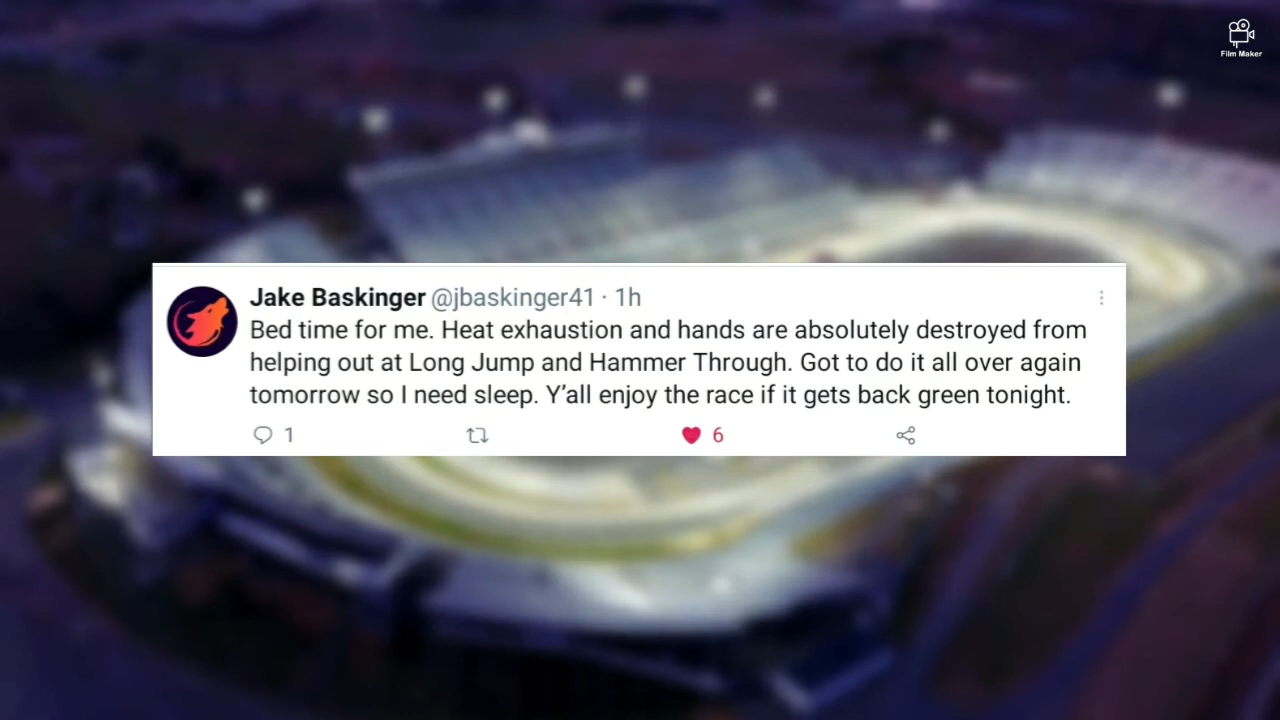 Film Maker
Jake Baskinger @jbaskinger41 · 1h
Bed time for me. Heat exhaustion and hands are absolutely destroyed from
helping out at Long Jump and Hammer Through. Got to do it all over again
tomorrow so I need sleep. Y’all enjoy the race if it gets back green tonight.
1
6